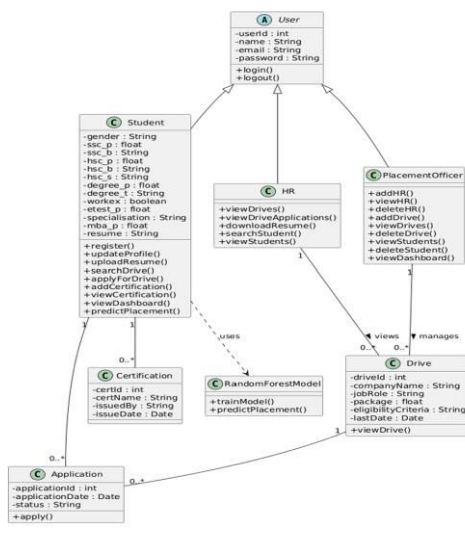 A User
-userId : int
-name : String
-email : String
-password : String
+login()
+logout()
C Student
-gender : String
-ssc_p : float
-ssc_b : String
-hsc_p : float
-hsc_b : String
-hsc_s : String
-degree_p : float
-degree_t : String
-workex : boolean
-etest_p : float
-specialisation : String
-mba_p : float
-resume : String
+register()
+updateProfile()
+uploadResume()
+searchDrive()
+applyForDrive()
+addCertification()
+viewCertification()
+viewDashboard()
+predictPlacement()
C HR
+viewDrives()
+viewDriveApplications()
+downloadResume()
+searchStudent()
+viewStudents()
C PlacementOfficer
+addHR()
+viewHR()
+deleteHR()
+addDrive()
+viewDrives()
+deleteDrive()
+viewStudents()
+deleteStudent()
+viewDashboard()
1
1
1
1
uses
views
manages
0..*
0..*
0..*
C Certification
-certId : int
-certName : String
-issuedBy : String
-issueDate : Date
C RandomForestModel
+trainModel()
+predictPlacement()
C Drive
-driveId : int
-companyName : String
-jobRole : String
-package : float
-eligibilityCriteria : String
-lastDate : Date
+viewDrive()
1
0..*
0..*
C Application
-applicationId : int
-applicationDate : Date
-status : String
+apply()